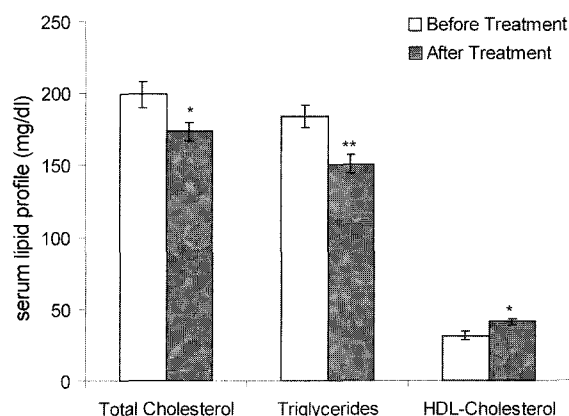 250
200
150
100
50
0
serum lipid profile (mg/dl)
Before Treatment
After Treatment
*
**
*
Total Cholesterol
Triglycerides
HDL-Cholesterol